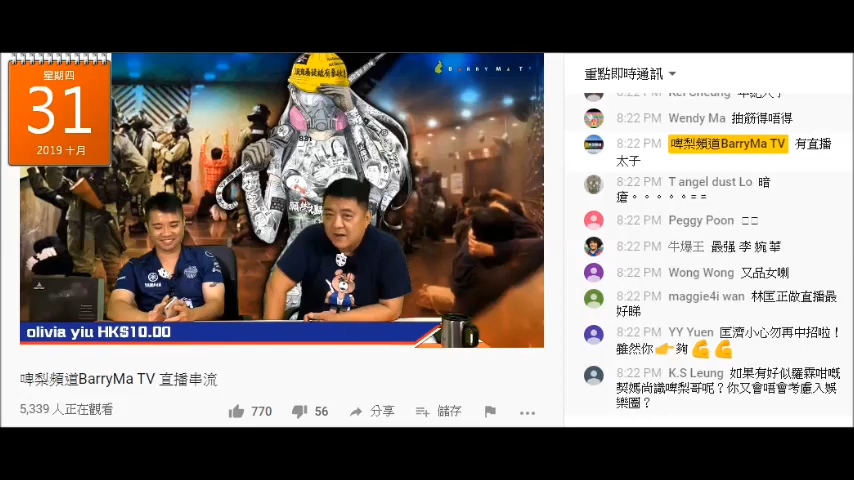 星期四
31
2019 十月
BARRYMA TV
YAMAHA
olivia yiu HK$10.00
啤梨頻道BarryMa TV 直播串流
5,339 人正在觀看
770
56
分享
儲存
重點即時通訊
8:22 PM Wendy Ma 抽筋得唔得
8:22 PM 啤梨頻道BarryMa TV 有直播
太子
8:22 PM T angel dust Lo 暗
瘡。。。。。= =
8:22 PM Peggy Poon □□
8:22 PM 牛爆王 最强 李 婉 華
8:22 PM Wong Wong 又品女喇
8:22 PM maggie4i wan 林匡正做直播最
好睇
8:22 PM YY Yuen 匡濟小心勿再中招啦！
雖然你👉夠💪💪
8:22 PM K.S Leung 如果有好似羅霖咁嘅
契媽尚識啤梨哥呢？你又會唔會考慮入娛
樂圈？